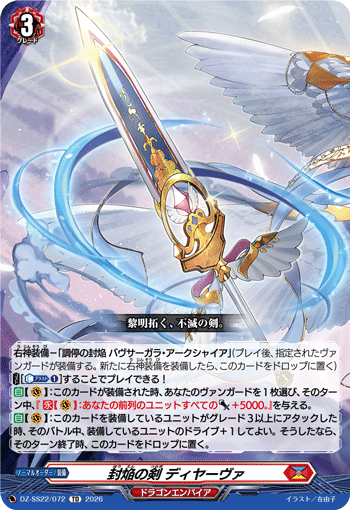 3
グレード
黎明拓く、不滅の剣。
右神装備-「調停の封焔 バヴサーガラ・アークシャイア」(プレイ後、指定されたヴァ
ンガードが装備する。新たに右神装備を装備したら、このカードをドロップに置く)
[1]することでプレイできる!
自:このカードが装備された時、あなたのヴァンガードを1枚選び、そのター
ン中、『永:あなたの前列のユニットすべての+5000。』を与える。
自:このカードを装備しているユニットがグレード3以上にアタックした
時、そのバトル中、装備しているユニットのドライブ+1してよい。そうしたなら、
そのターン終了時、このカードをドロップに置く。
ノーマルオーダー/装備
封焔の剣 ディヤーヴァ
ドラゴンエンパイア
DZ-SS22/072 TD 2026
イラスト/在由子